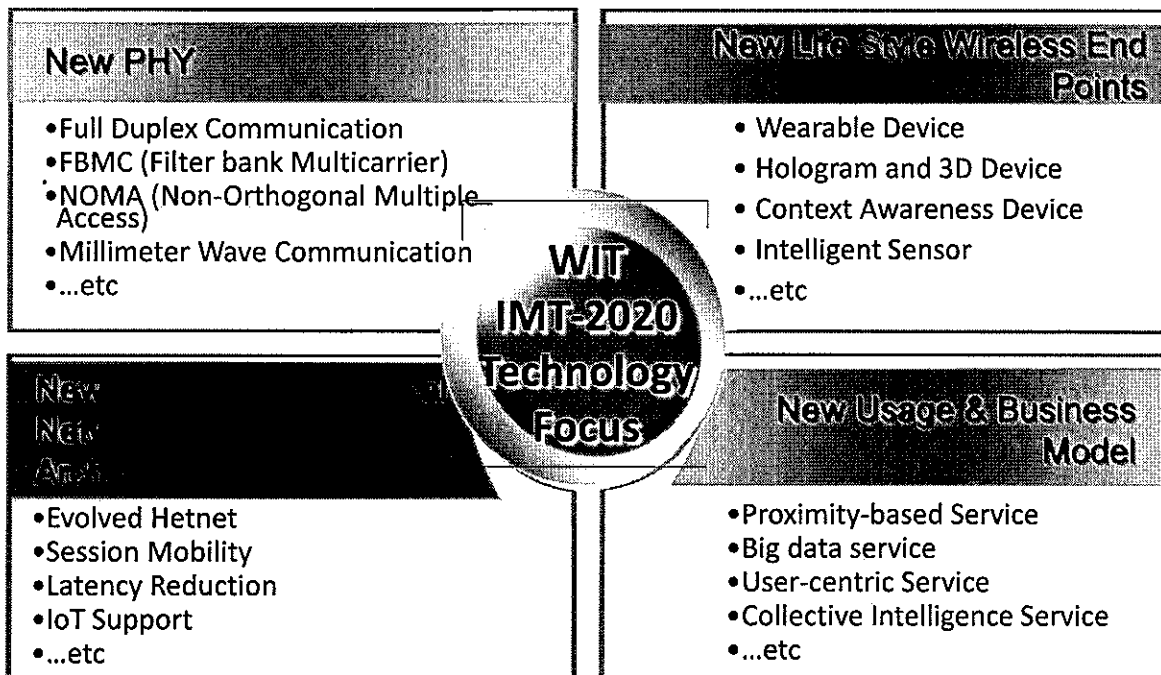 New PHY
•Full Duplex Communication
•FBMC (Filter bank Multicarrier)
•NOMA (Non-Orthogonal Multiple
Access)
•Millimeter Wave Communication
•...etc
New Life Style Wireless End
Points
• Wearable Device
• Hologram and 3D Device
• Context Awareness Device
• Intelligent Sensor
•...etc
WIT
IMT-2020
Technology
Focus
New
•Evolved Hetnet
•Session Mobility
•Latency Reduction
•IoT Support
•...etc
New Usage & Business
Model
•Proximity-based Service
•Big data service
•User-centric Service
•Collective Intelligence Service
•...etc